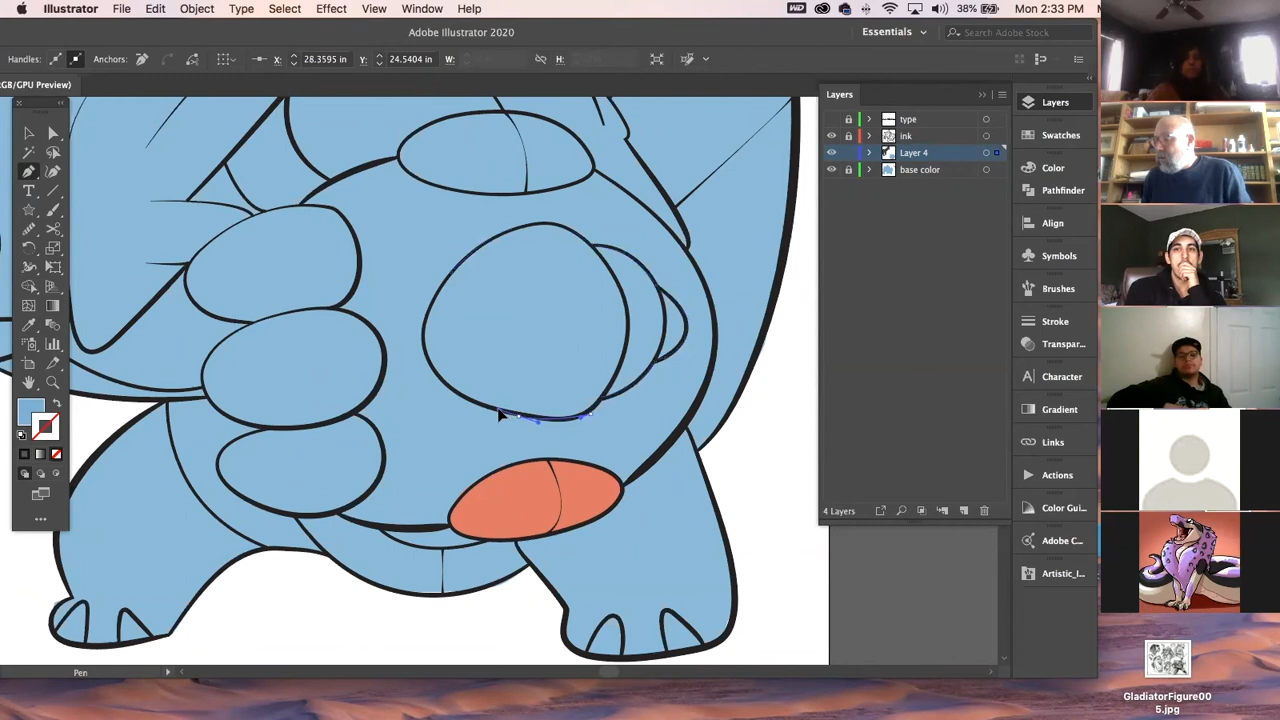 Illustrator File Edit Object Type Select Effect View Window Help
38% Mon 2:33 PM
Adobe Illustrator 2020
Essentials
Search Adobe Stock
Handles: Anchors: X: 28.3595 in Y: 24.5404 in W: H:
RGB/GPU Preview)
Layers
type
ink
Layer 4
base color
4 Layers
Layers
Swatches
Color
Pathfinder
Align
Symbols
Brushes
Stroke
Transpar...
Character
Gradient
Links
Actions
Color Gui...
Adobe C...
Artistic_I...
Pen
GladiatorFigure00
5.jpg